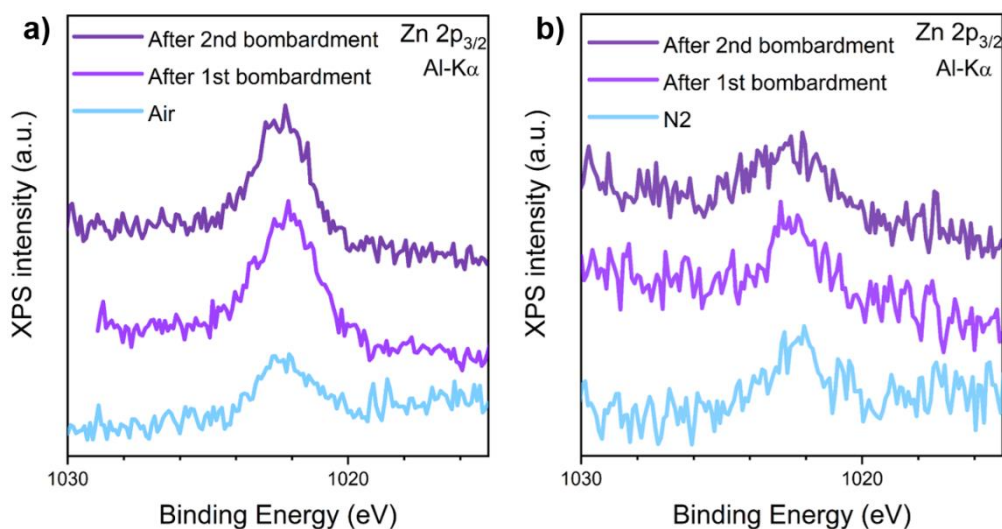 a)
After 2nd bombardment
After 1st bombardment
Air
Zn 2p3/2
Al-Kα
XPS intensity (a.u.)
1030
1020
Binding Energy (eV)
b)
After 2nd bombardment
After 1st bombardment
N2
Zn 2p3/2
Al-Kα
XPS intensity (a.u.)
1030
1020
Binding Energy (eV)